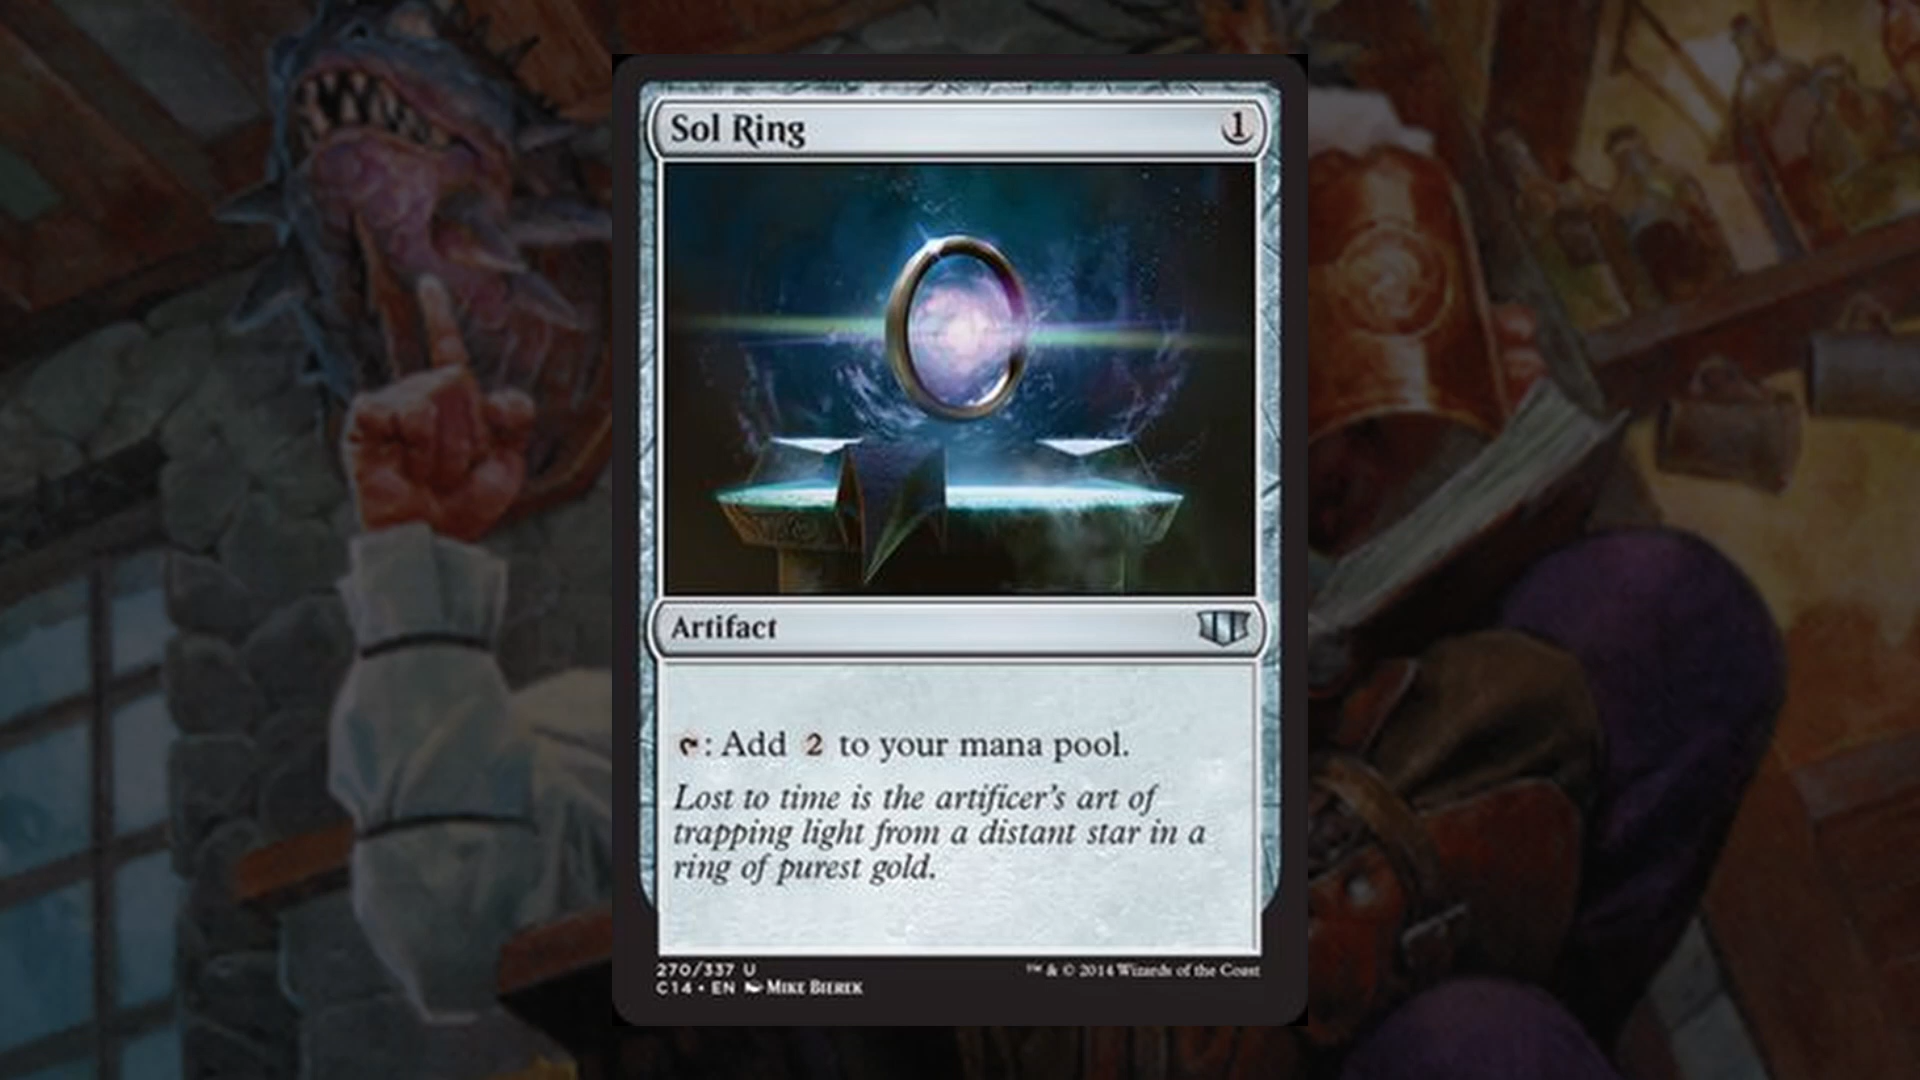 Sol Ring 1
Artifact
: Add 2 to your mana pool.
Lost to time is the artificer's art of
trapping light from a distant star in a
ring of purest gold.
270/337 U
™ & © 2014 Wizards of the Coast
C14 • EN MIKE BIEREK